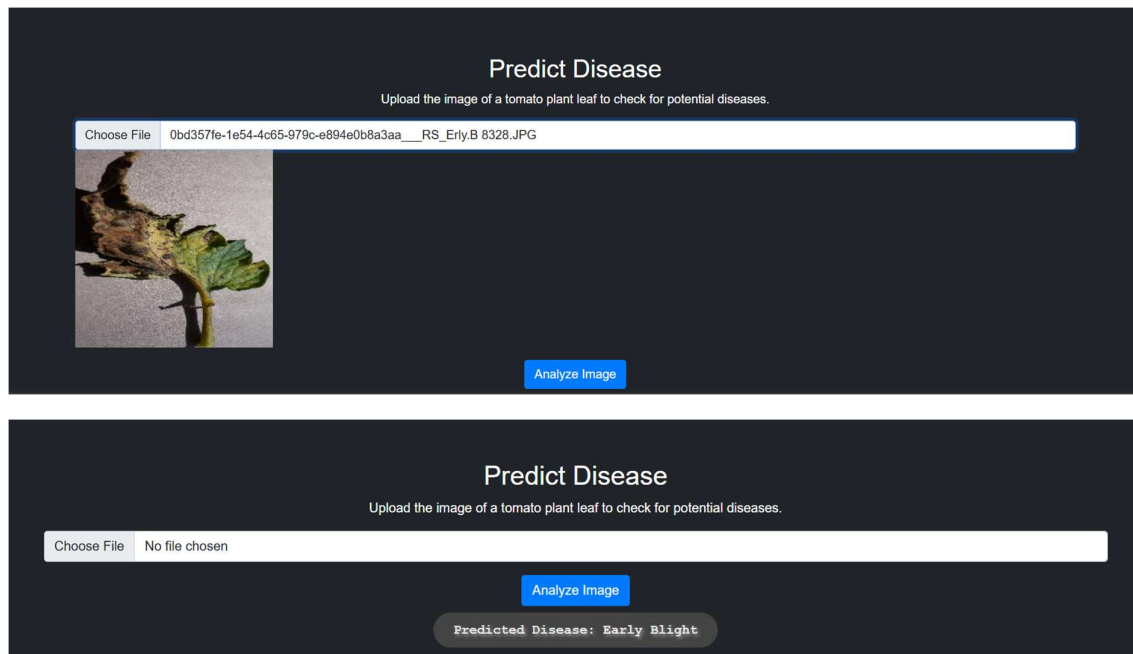 Predict Disease
Upload the image of a tomato plant leaf to check for potential diseases.
Choose File 0bd357fe-1e54-4c65-979c-e894e0b8a3aa___RS_Erly.B 8328.JPG
Analyze Image
Predict Disease
Upload the image of a tomato plant leaf to check for potential diseases.
Choose File No file chosen
Analyze Image
Predicted Disease: Early Blight